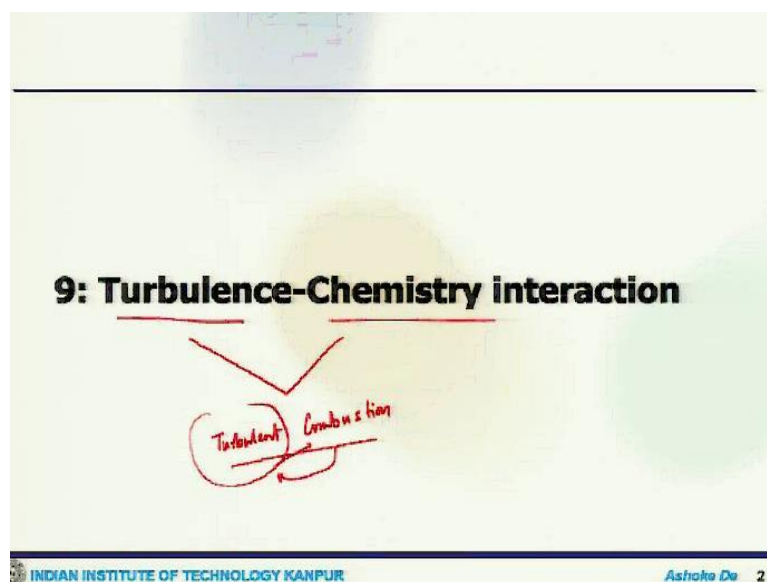 9: Turbulence-Chemistry interaction
Turbulent Combustion
INDIAN INSTITUTE OF TECHNOLOGY KANPUR
Ashoke De 2